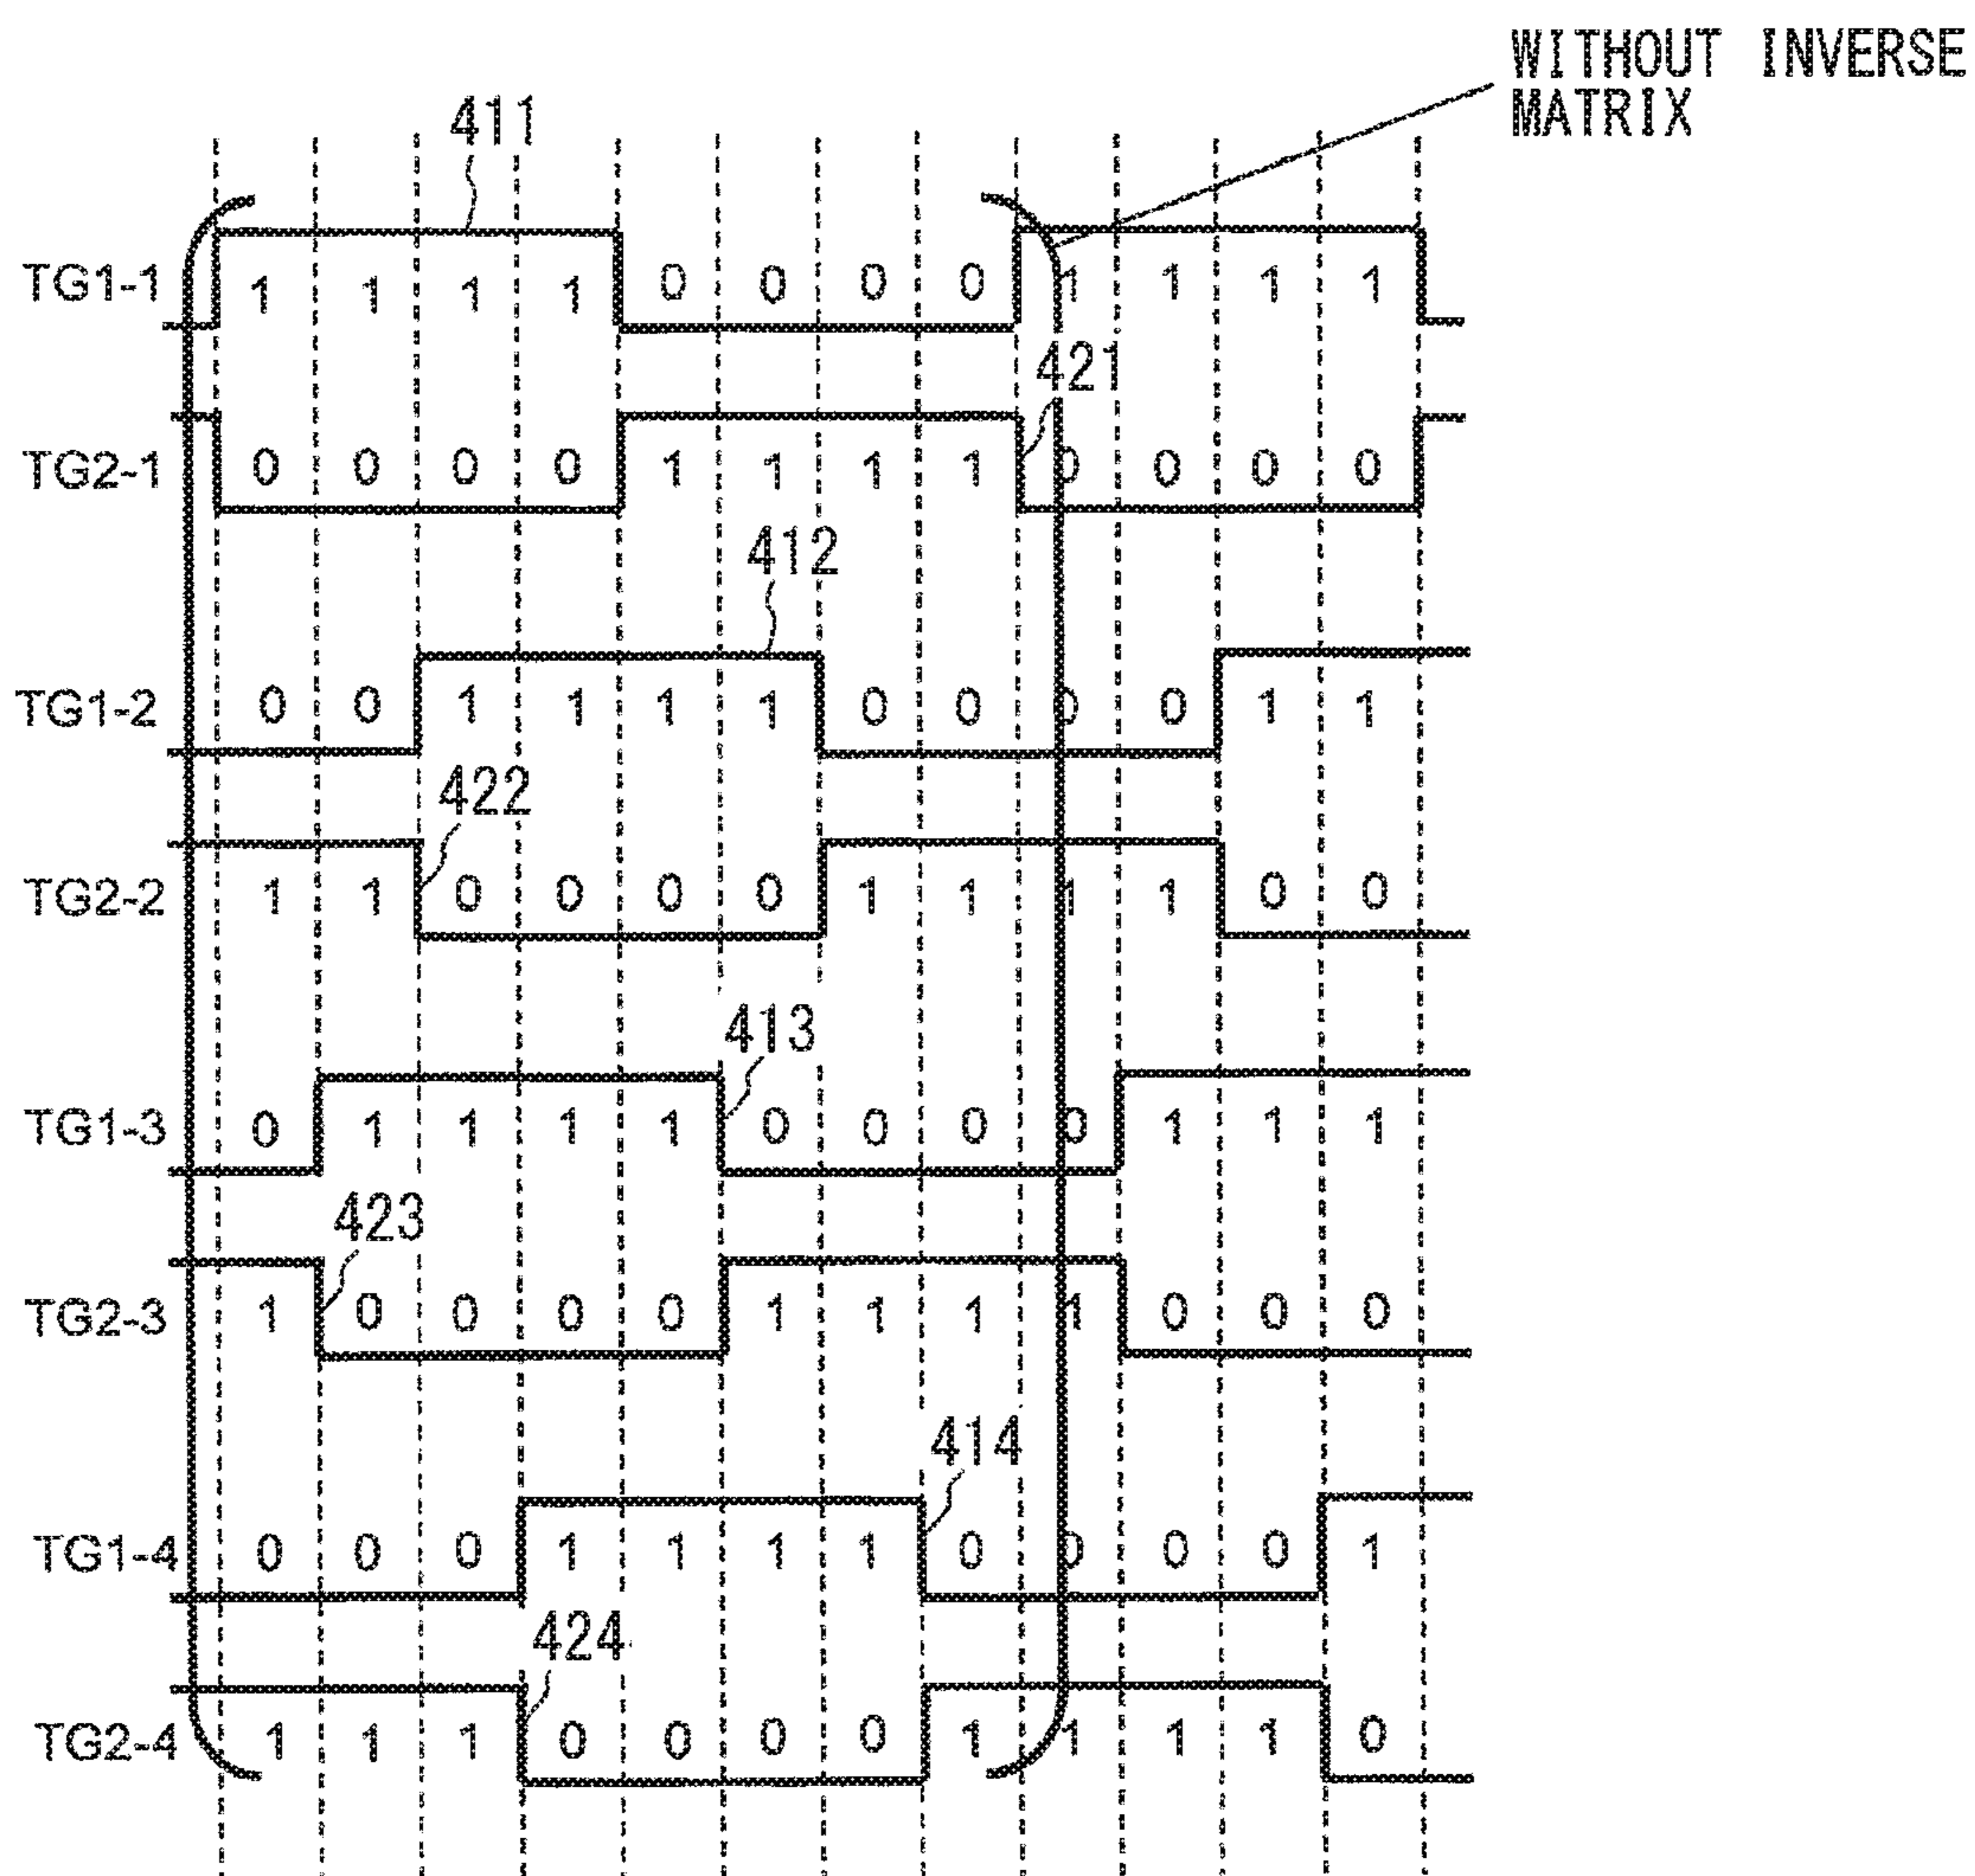 WITHOUT INVERSE
MATRIX
411
TG1-1 1 1 1 1 0 0 0 0 1 1 1 1
421
TG2-1 0 0 0 0 1 1 1 1 0 0 0 0
412
TG1-2 0 0 1 1 1 1 0 0 0 0 1 1
422
TG2-2 1 1 0 0 0 0 1 1 1 1 0 0
413
TG1-3 0 1 1 1 1 0 0 0 0 1 1 1
423
TG2-3 1 0 0 0 0 1 1 1 1 0 0 0
414
TG1-4 0 0 0 1 1 1 1 0 0 0 0 1
424
TG2-4 1 1 1 0 0 0 0 1 1 1 1 0